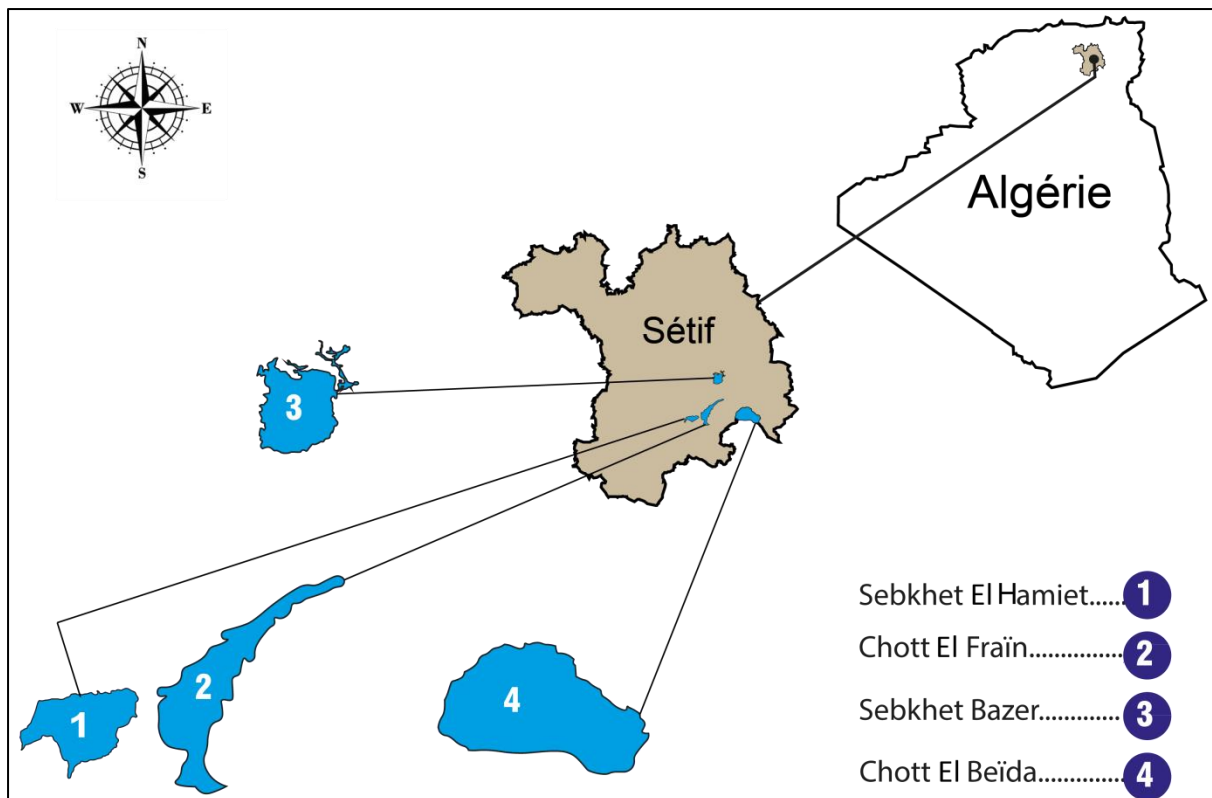 N
W
E
S
Algérie
Sétif
3
2
1
4
Sebkhet El Hamiet......1
Chott El Fraïn...............2
Sebkhet Bazer.............3
Chott El Beïda..............4